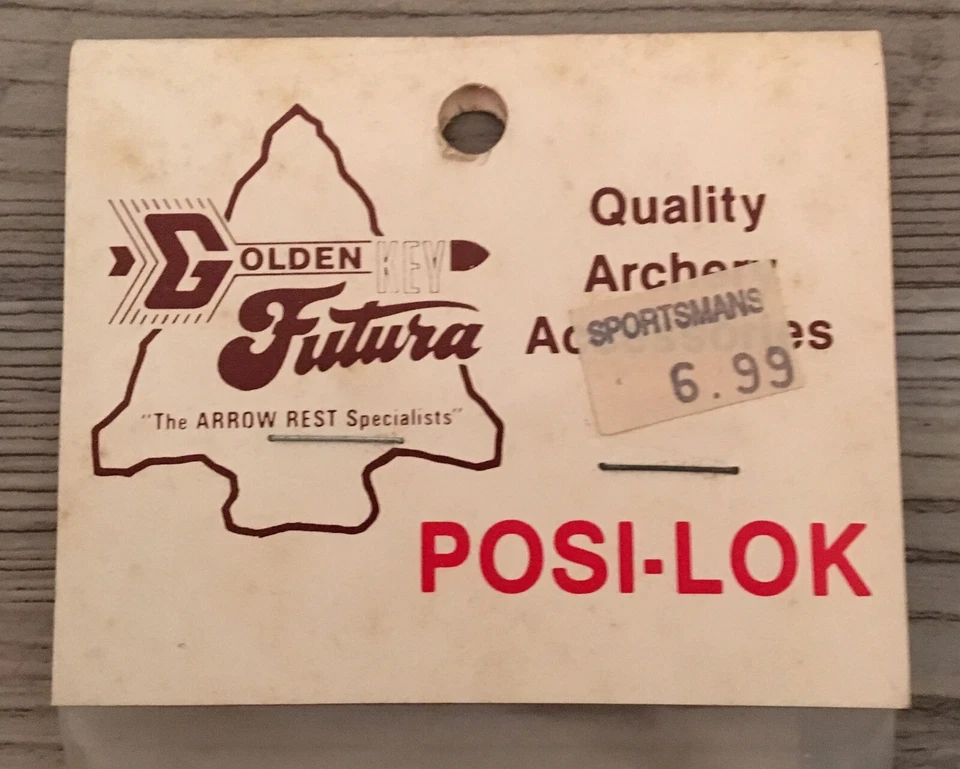 GOLDEN KEY
Futura
"The ARROW REST Specialists"
Quality
Archery
Accessories
SPORTSMANS
6.99
POSI-LOK